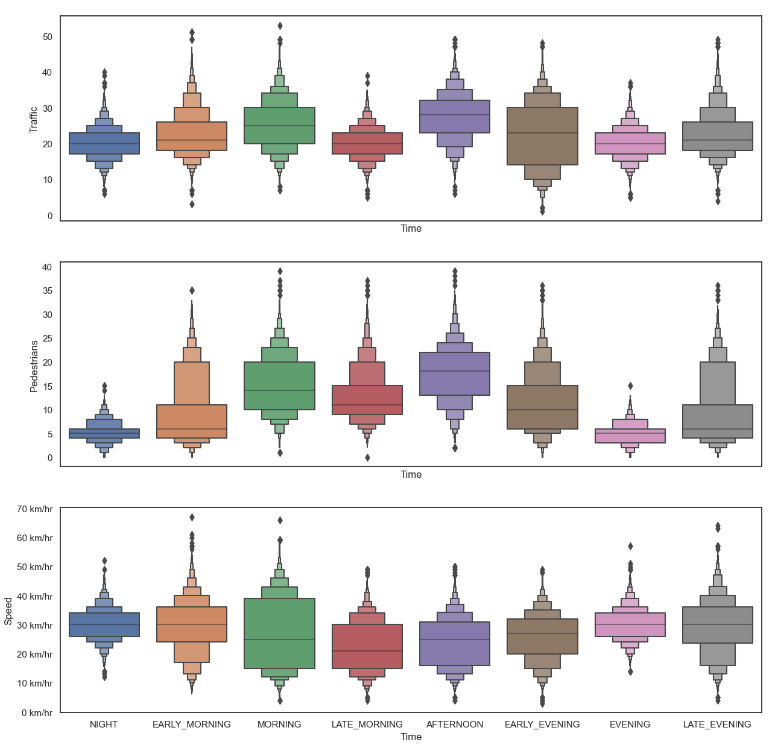 50
40
30
20
10
0
Traffic
Time
40
35
30
25
20
15
10
5
0
Pedestrians
Time
70 km/hr
60 km/hr
50 km/hr
40 km/hr
30 km/hr
20 km/hr
10 km/hr
0 km/hr
Speed
NIGHT EARLY_MORNING MORNING LATE_MORNING AFTERNOON EARLY_EVENING EVENING LATE_EVENING
Time